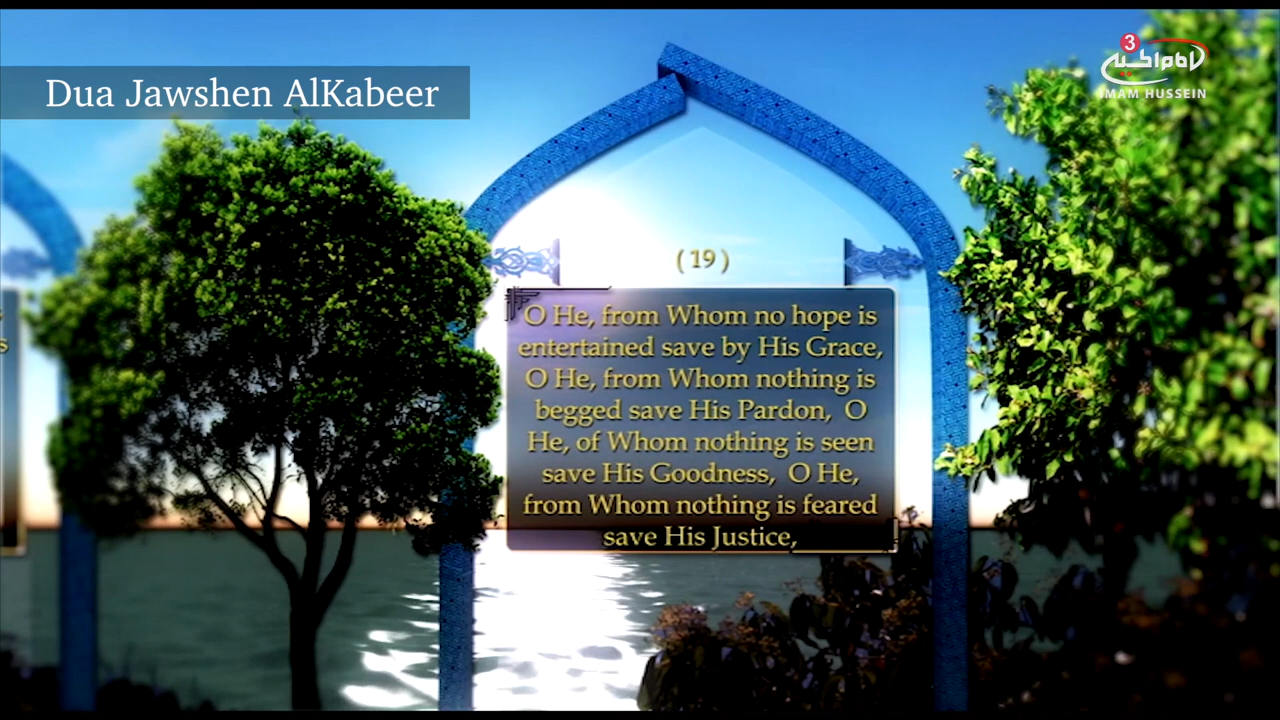 Dua Jawshen AlKabeer
3
IMAM HUSSEIN
( 19 )
O He, from Whom no hope is
entertained save by His Grace,
O He, from Whom nothing is
begged save His Pardon, O
He, of Whom nothing is seen
save His Goodness, O He,
from Whom nothing is feared
save His Justice,
s